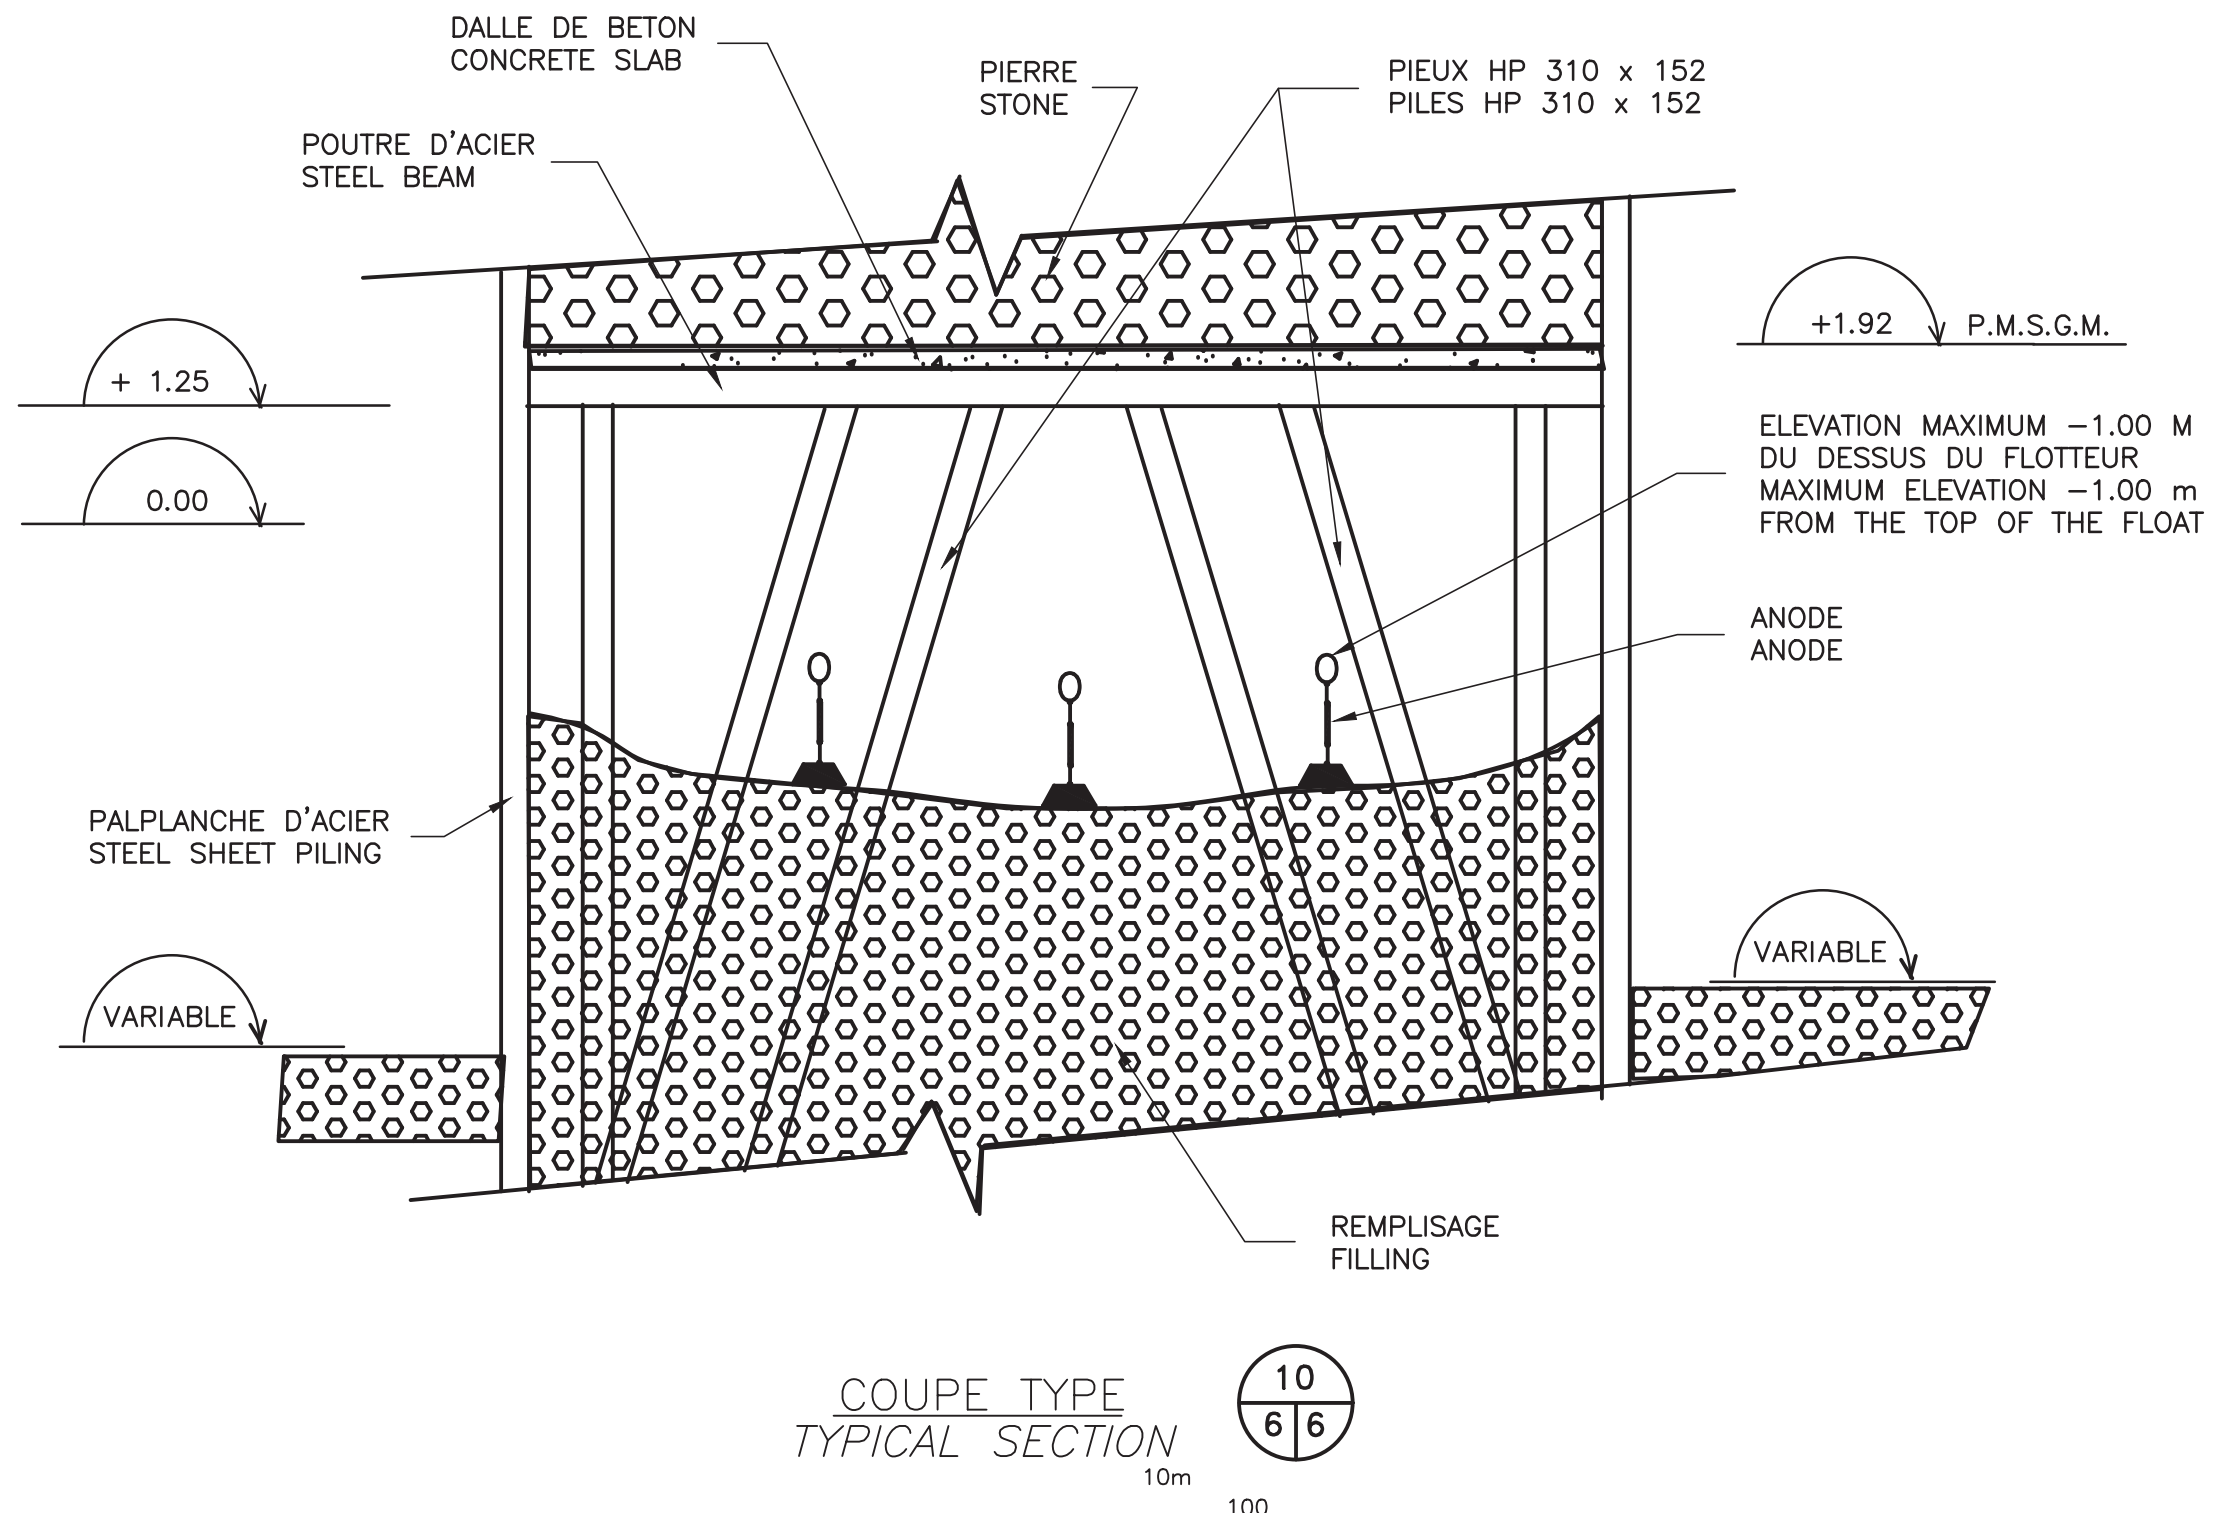 DALLE DE BETON
CONCRETE SLAB
PIERRE
STONE
PIEUX HP 310 x 152
PILES HP 310 x 152
POUTRE D'ACIER
STEEL BEAM
+1.92 P.M.S.G.M.
+ 1.25
0.00
ELEVATION MAXIMUM -1.00 M
DU DESSUS DU FLOTTEUR
MAXIMUM ELEVATION -1.00 m
FROM THE TOP OF THE FLOAT
ANODE
ANODE
PALPLANCHE D'ACIER
STEEL SHEET PILING
VARIABLE
VARIABLE
REMPLISAGE
FILLING
COUPE TYPE
TYPICAL SECTION
10
6 6
10m
100